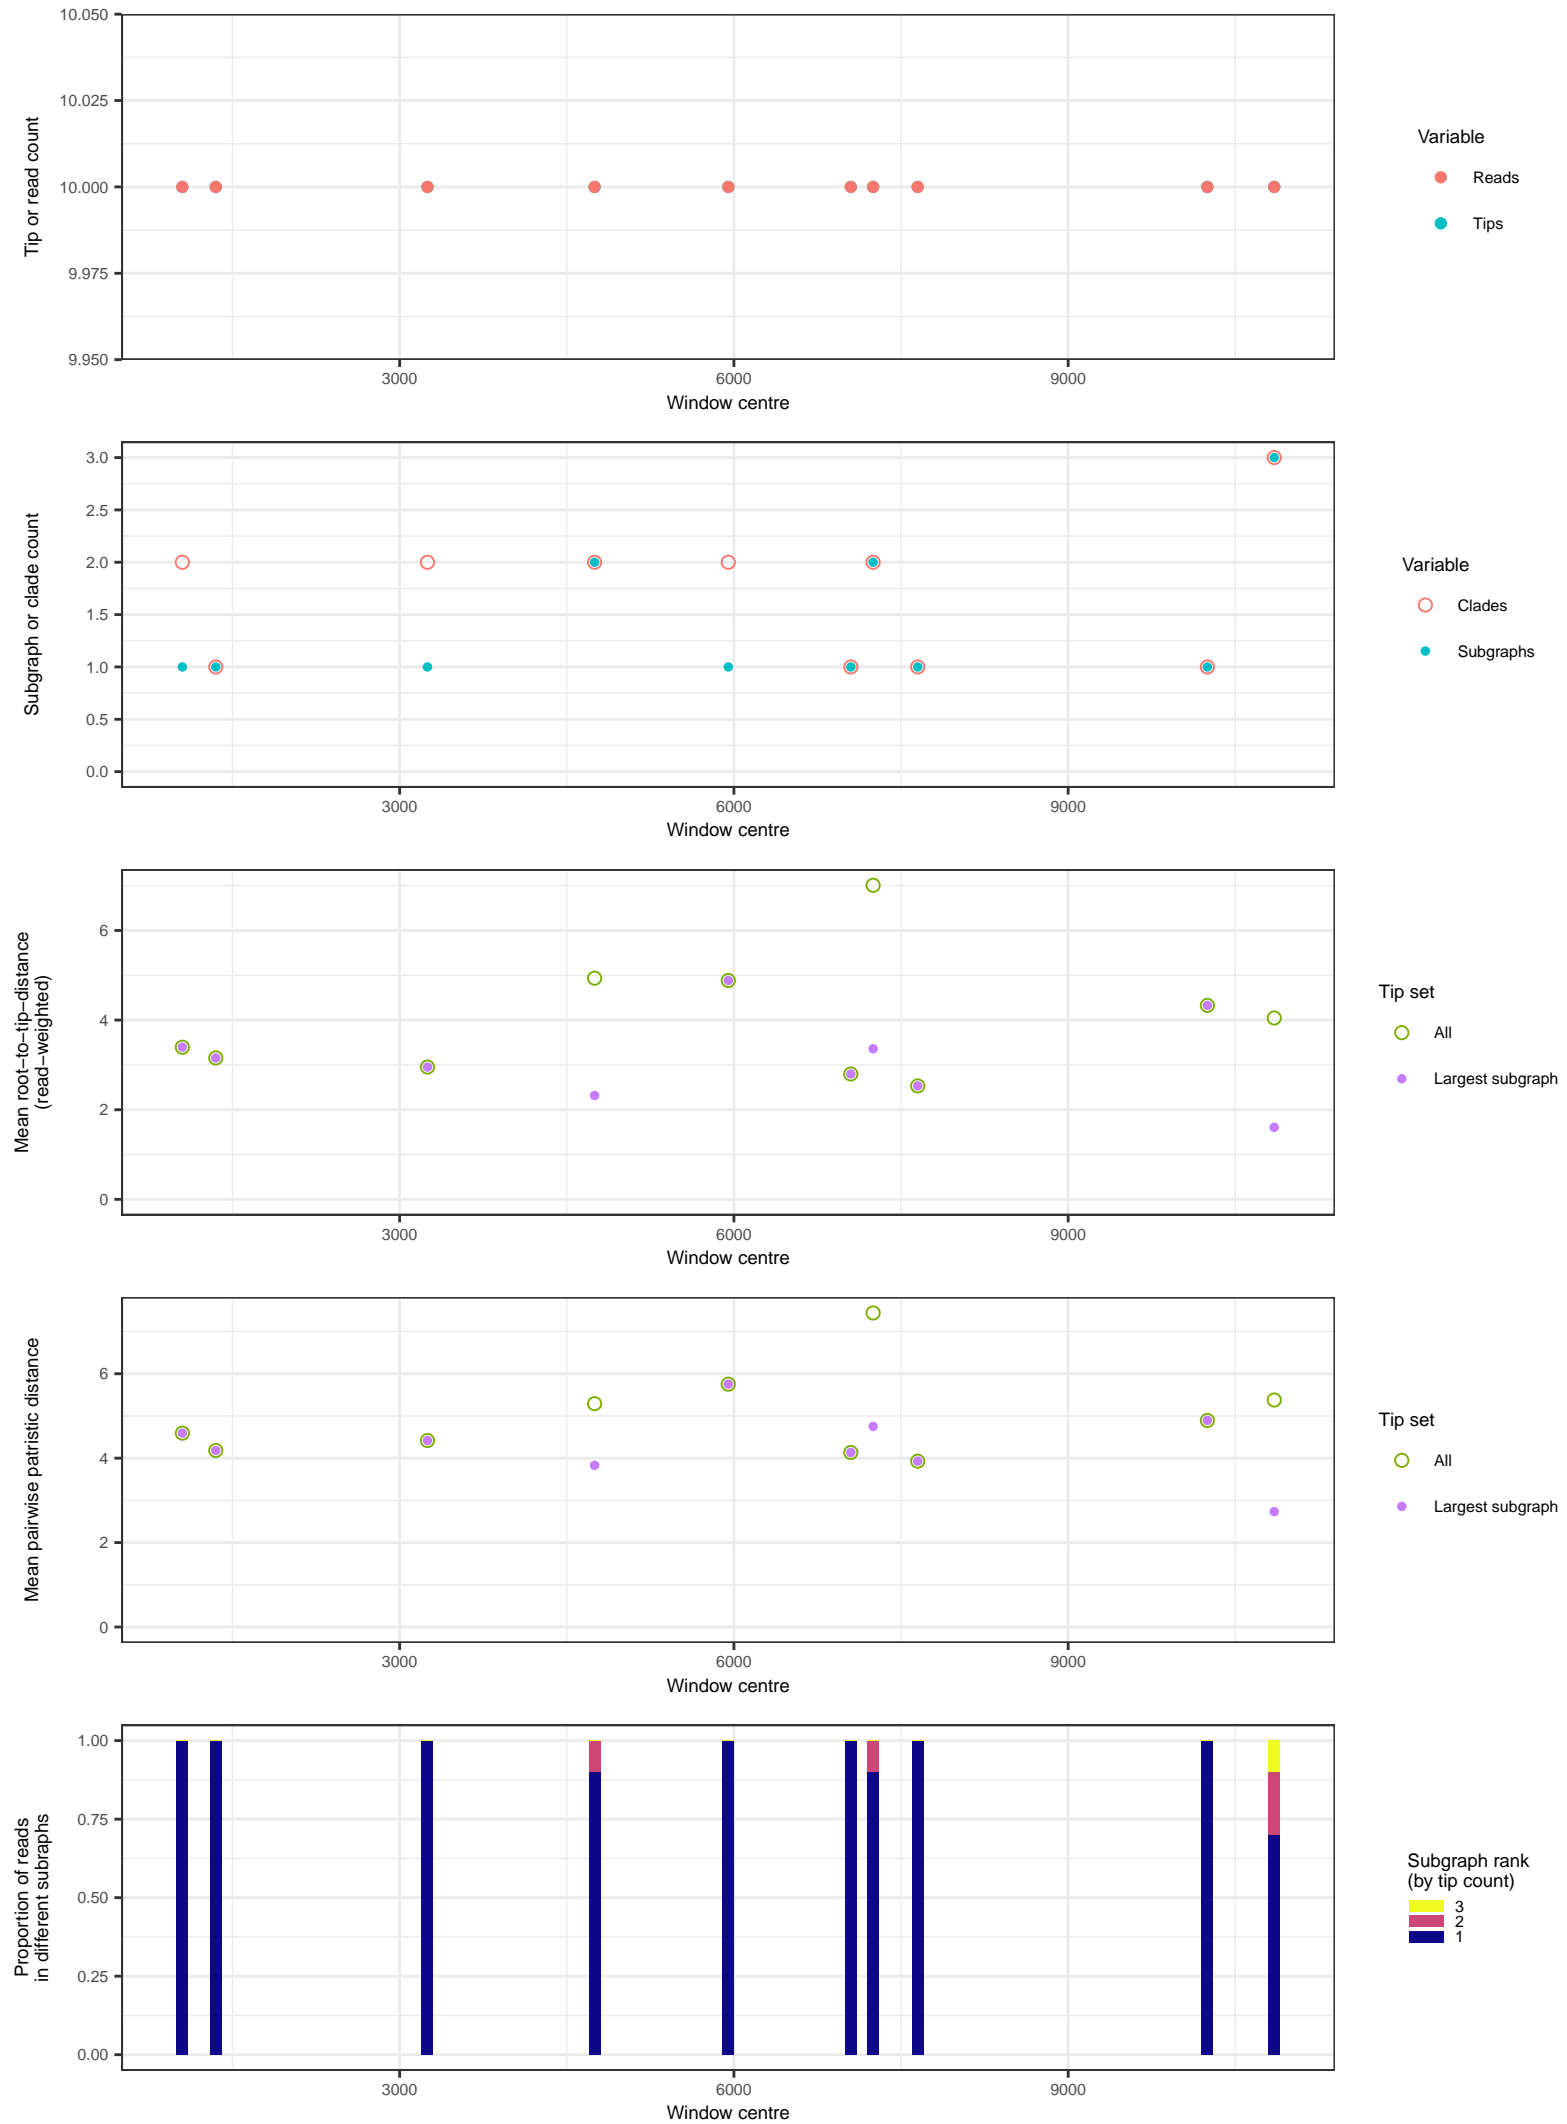 10.050
10.025
10.000
9.975
9.950
Tip or read count
3000
6000
9000
Window centre
Variable
Reads
Tips
3.0
2.5
2.0
1.5
1.0
0.5
0.0
Subgraph or clade count
3000
6000
9000
Window centre
Variable
Clades
Subgraphs
6
4
2
0
Mean root−to−tip−distance
(read−weighted)
3000
6000
9000
Window centre
Tip set
All
Largest subgraph
6
4
2
0
Mean pairwise patristic distance
3000
6000
9000
Window centre
Tip set
All
Largest subgraph
1.00
0.75
0.50
0.25
0.00
Proportion of reads
in different subraphs
3000
6000
9000
Window centre
Subgraph rank
(by tip count)
3
2
1